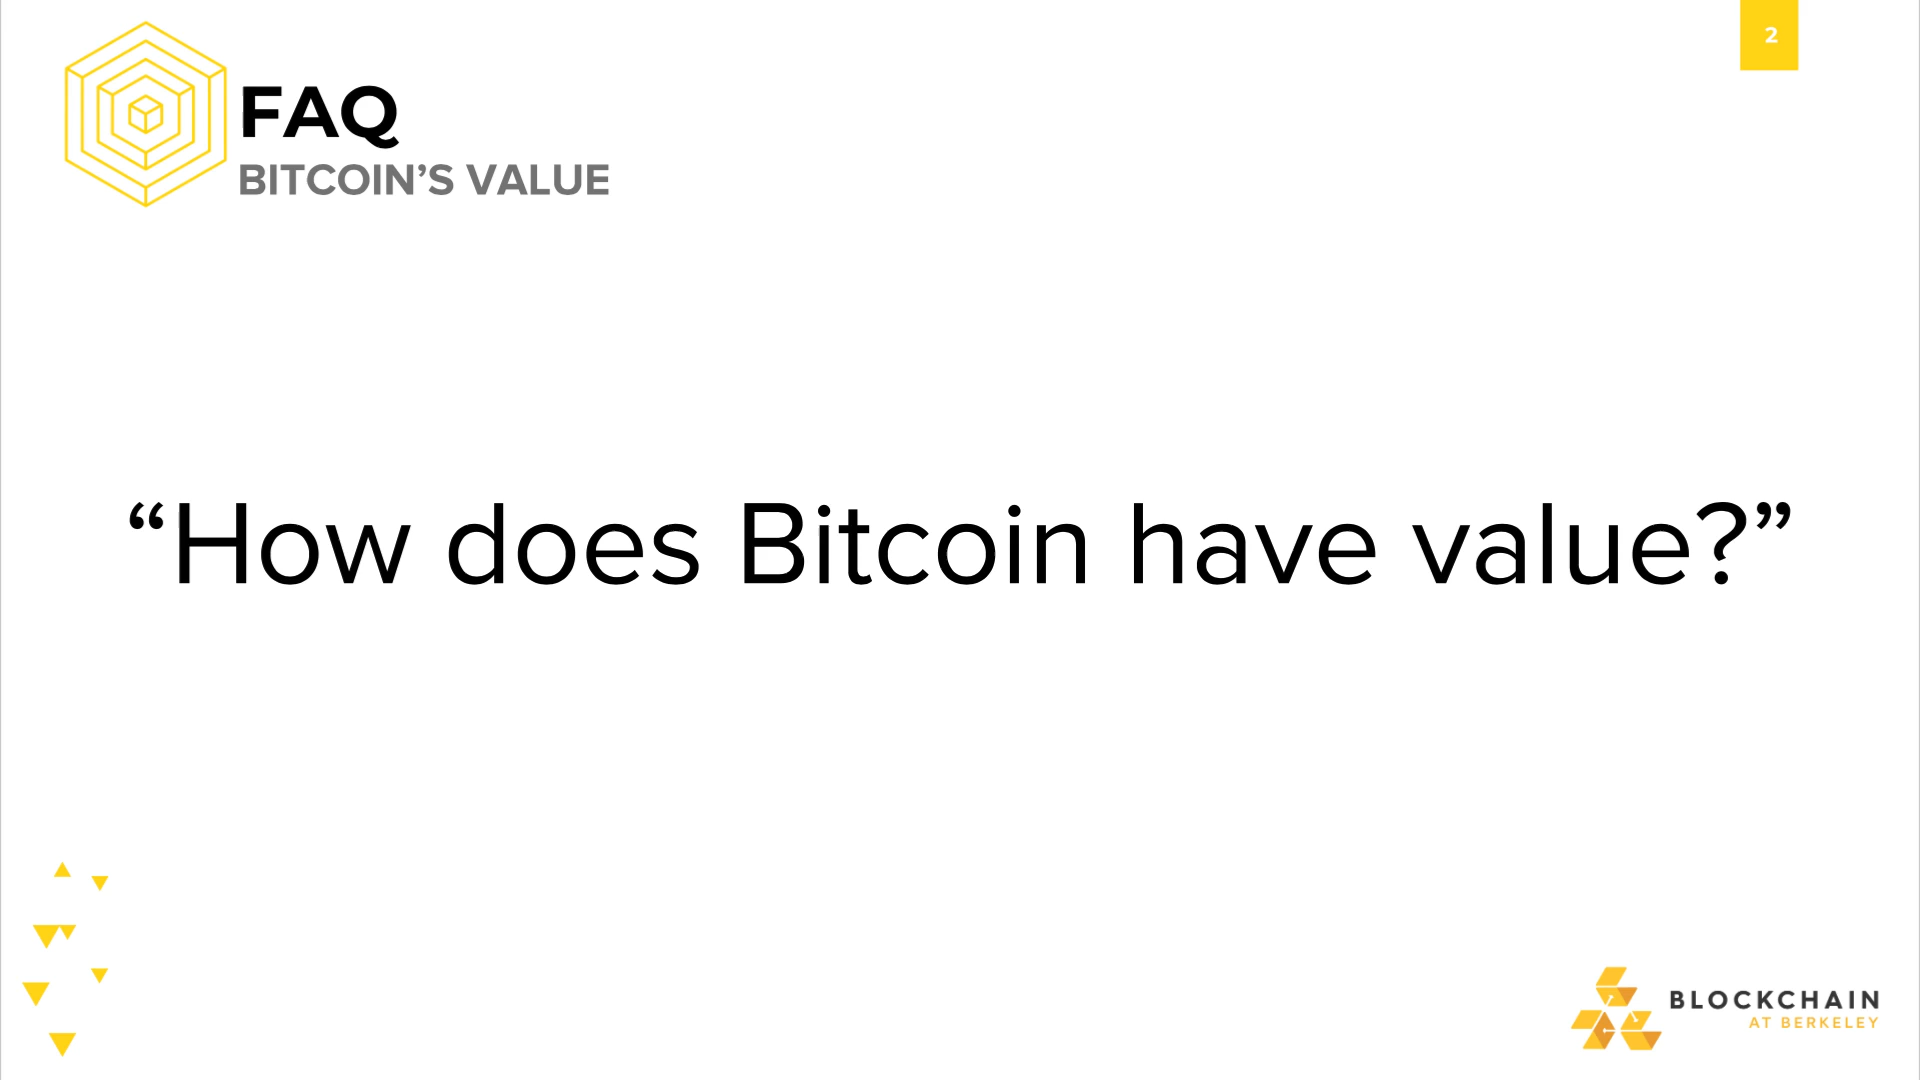 2
FAQ
BITCOIN’S VALUE
“How does Bitcoin have value?”
BLOCKCHAIN
AT BERKELEY